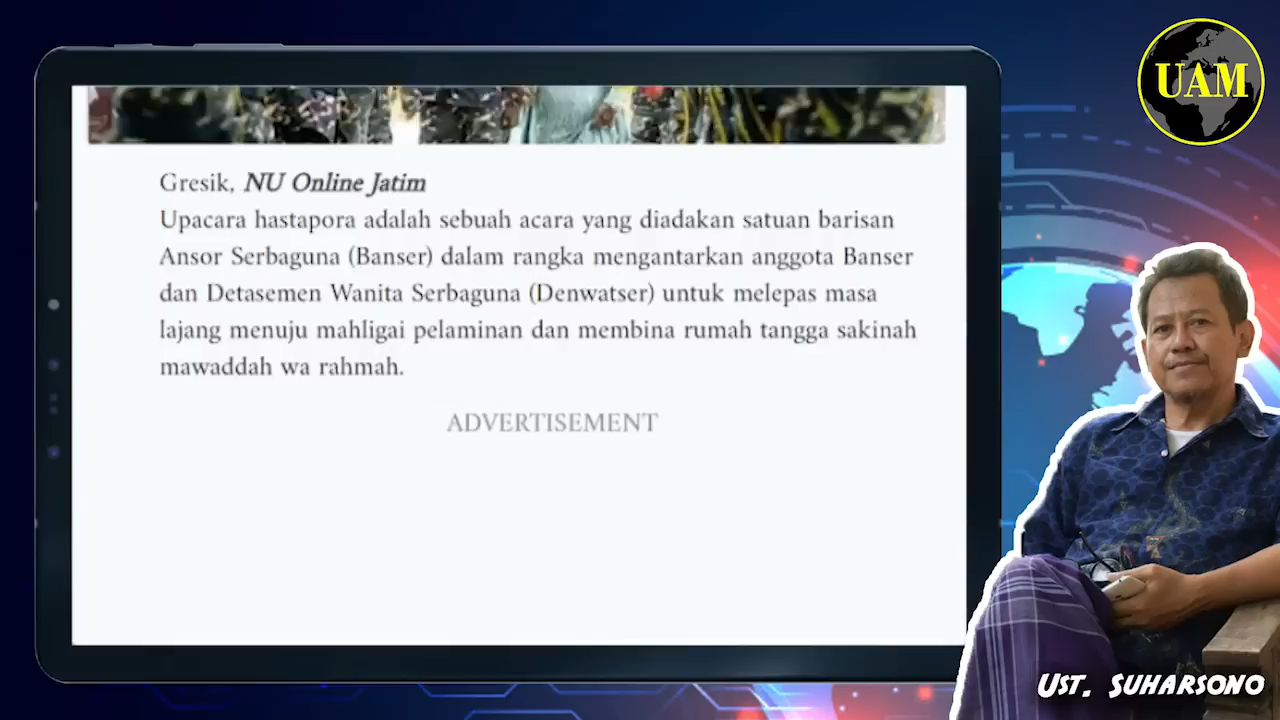 UAM
Gresik, NU Online Jatim
Upacara hastapora adalah sebuah acara yang diadakan satuan barisan
Ansor Serbaguna (Banser) dalam rangka mengantarkan anggota Banser
dan Detasemen Wanita Serbaguna (Denwatser) untuk melepas masa
lajang menuju mahligai pelaminan dan membina rumah tangga sakinah
mawaddah wa rahmah.
ADVERTISEMENT
UST. SUHARSONO